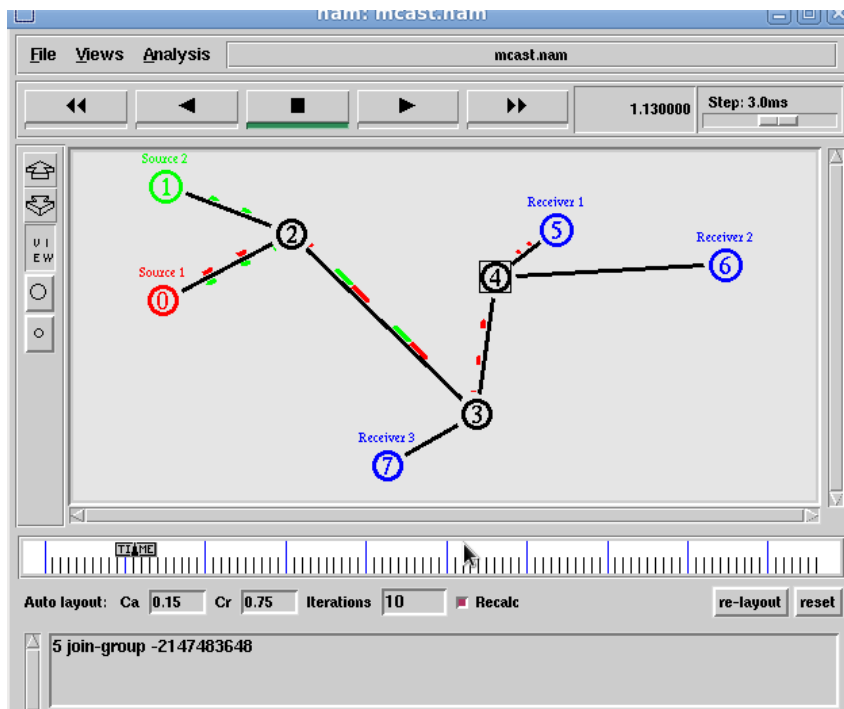 nam: mcast.nam
File Views Analysis mcast.nam
1.130000 Step: 3.0ms
VIEW
Source 2
1
2
Source 1
0
Receiver 1
5
Receiver 2
6
4
3
Receiver 3
7
TIME
Auto layout: Ca 0.15 Cr 0.75 Iterations 10 Recalc re-layout reset
5 join-group -2147483648